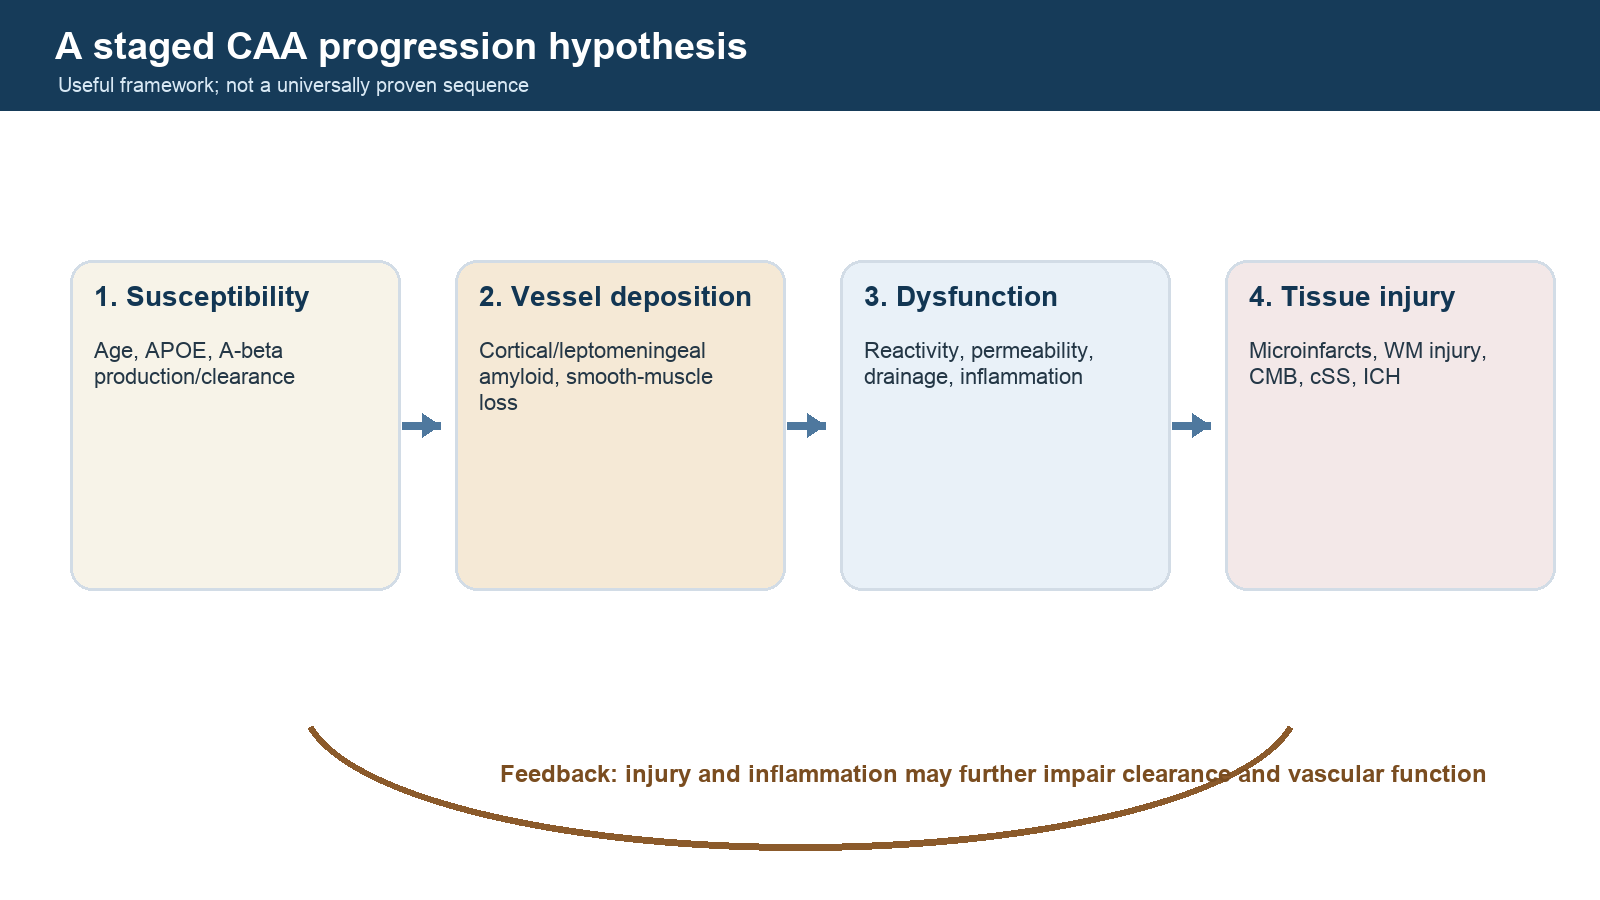 A staged CAA progression hypothesis
Useful framework; not a universally proven sequence
1. Susceptibility
Age, APOE, A-beta
production/clearance
2. Vessel deposition
Cortical/leptomeningeal
amyloid, smooth-muscle
loss
3. Dysfunction
Reactivity, permeability,
drainage, inflammation
4. Tissue injury
Microinfarcts, WM injury,
CMB, cSS, ICH
Feedback: injury and inflammation may further impair clearance and vascular function